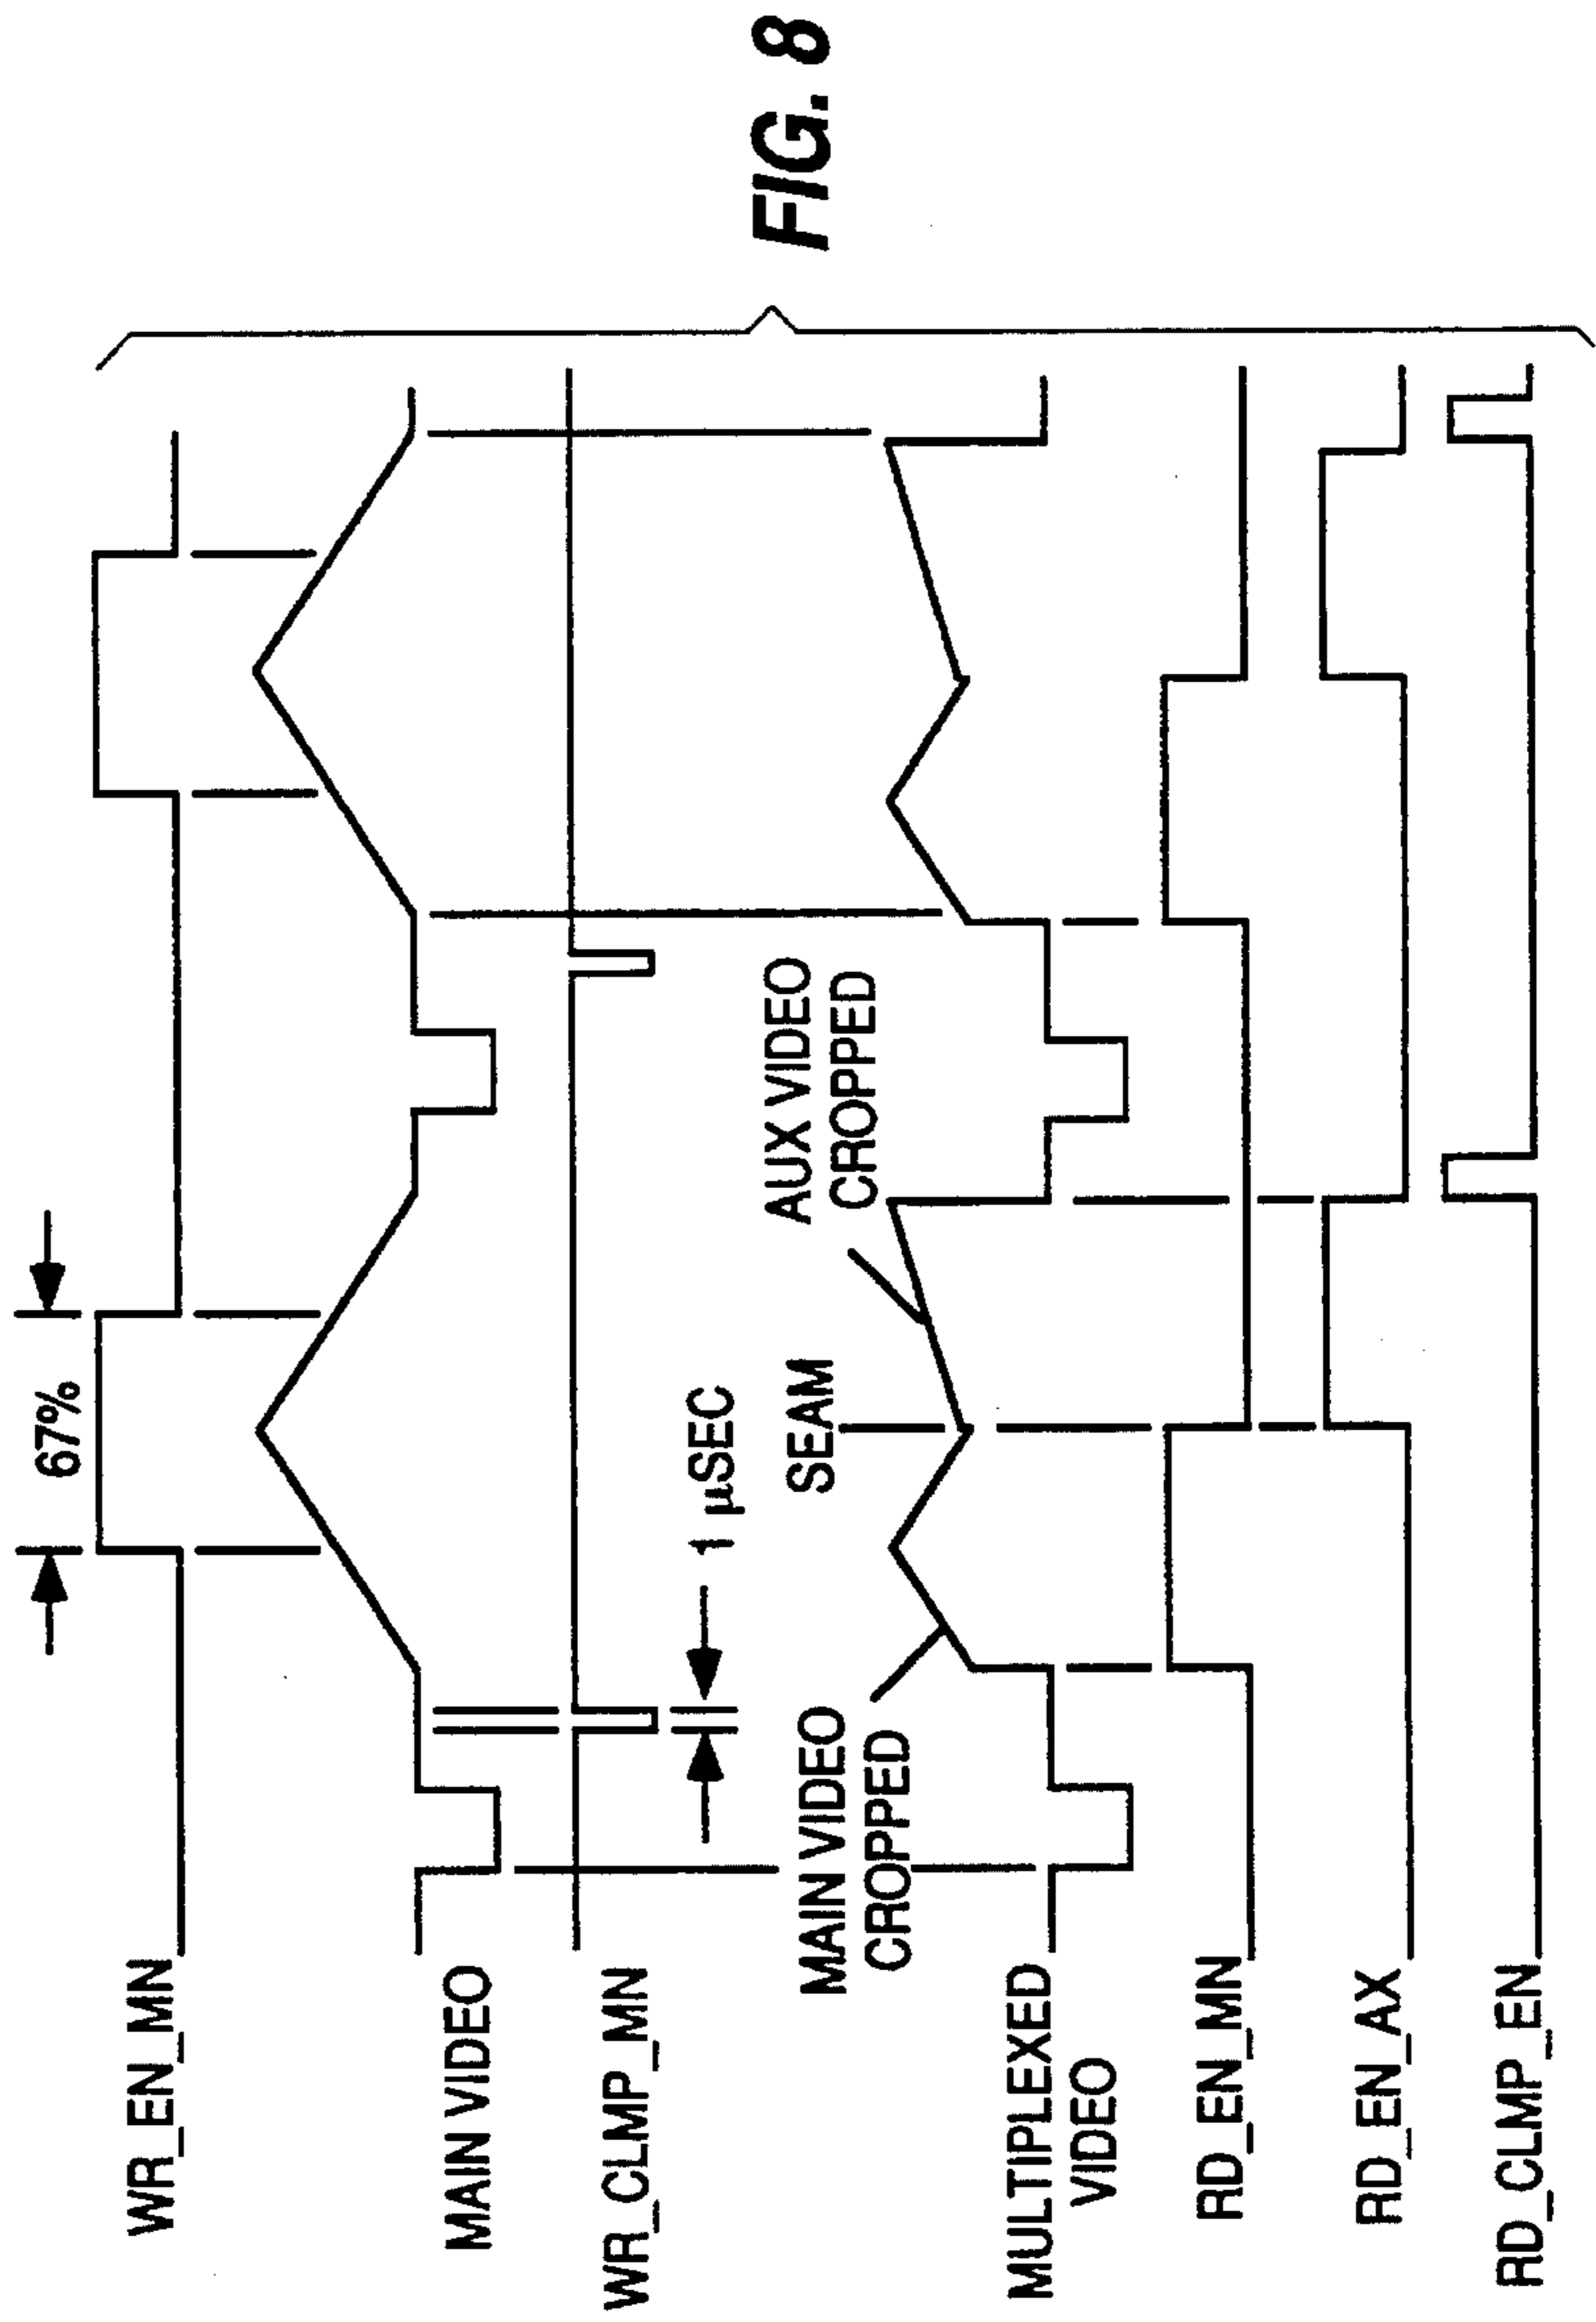 67%
WR_EN_MN
MAIN VIDEO
WR_CLMP_MN
1 µSEC
MAIN VIDEO
CROPPED
SEAM
AUX VIDEO
CROPPED
MULTIPLEXED
VIDEO
RD_EN_MN
RD_EN_AX
RD_CLMP_EN
FIG. 8